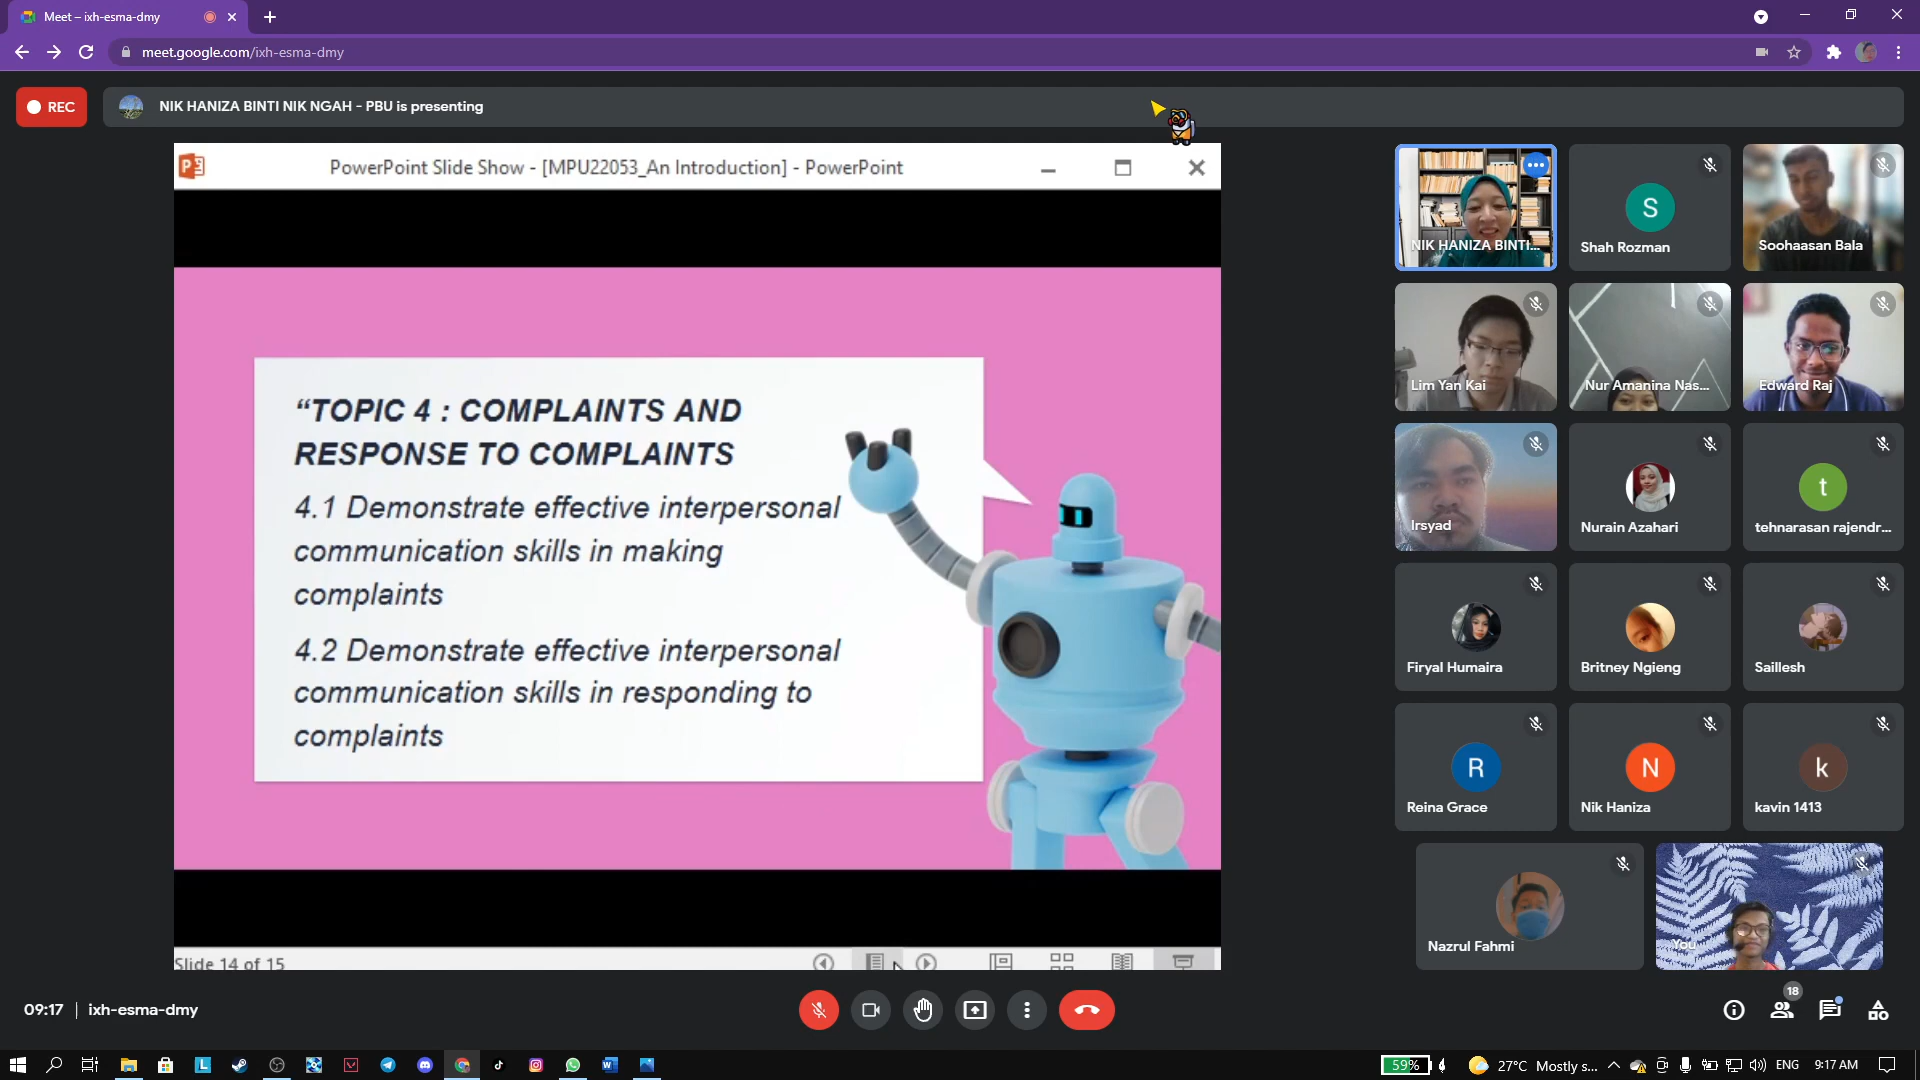 Meet – ixh-esma-dmy
meet.google.com/ixh-esma-dmy
REC
NIK HANIZA BINTI NIK NGAH - PBU is presenting
PowerPoint Slide Show - [MPU22053_An Introduction] - PowerPoint
“TOPIC 4 : COMPLAINTS AND
RESPONSE TO COMPLAINTS
4.1 Demonstrate effective interpersonal
communication skills in making
complaints
4.2 Demonstrate effective interpersonal
communication skills in responding to
complaints
Slide 14 of 15
NIK HANIZA BINTI...
S
Shah Rozman
Soohaasan Bala
Lim Yan Kai
Nur Amanina Nas...
Edward Raj
Irsyad
Nurain Azahari
t
tehnarasan rajendr...
Firyal Humaira
Britney Ngieng
Saillesh
R
Reina Grace
N
Nik Haniza
k
kavin 1413
Nazrul Fahmi
You
09:17 | ixh-esma-dmy
18
59%
27°C Mostly s...
ENG
9:17 AM